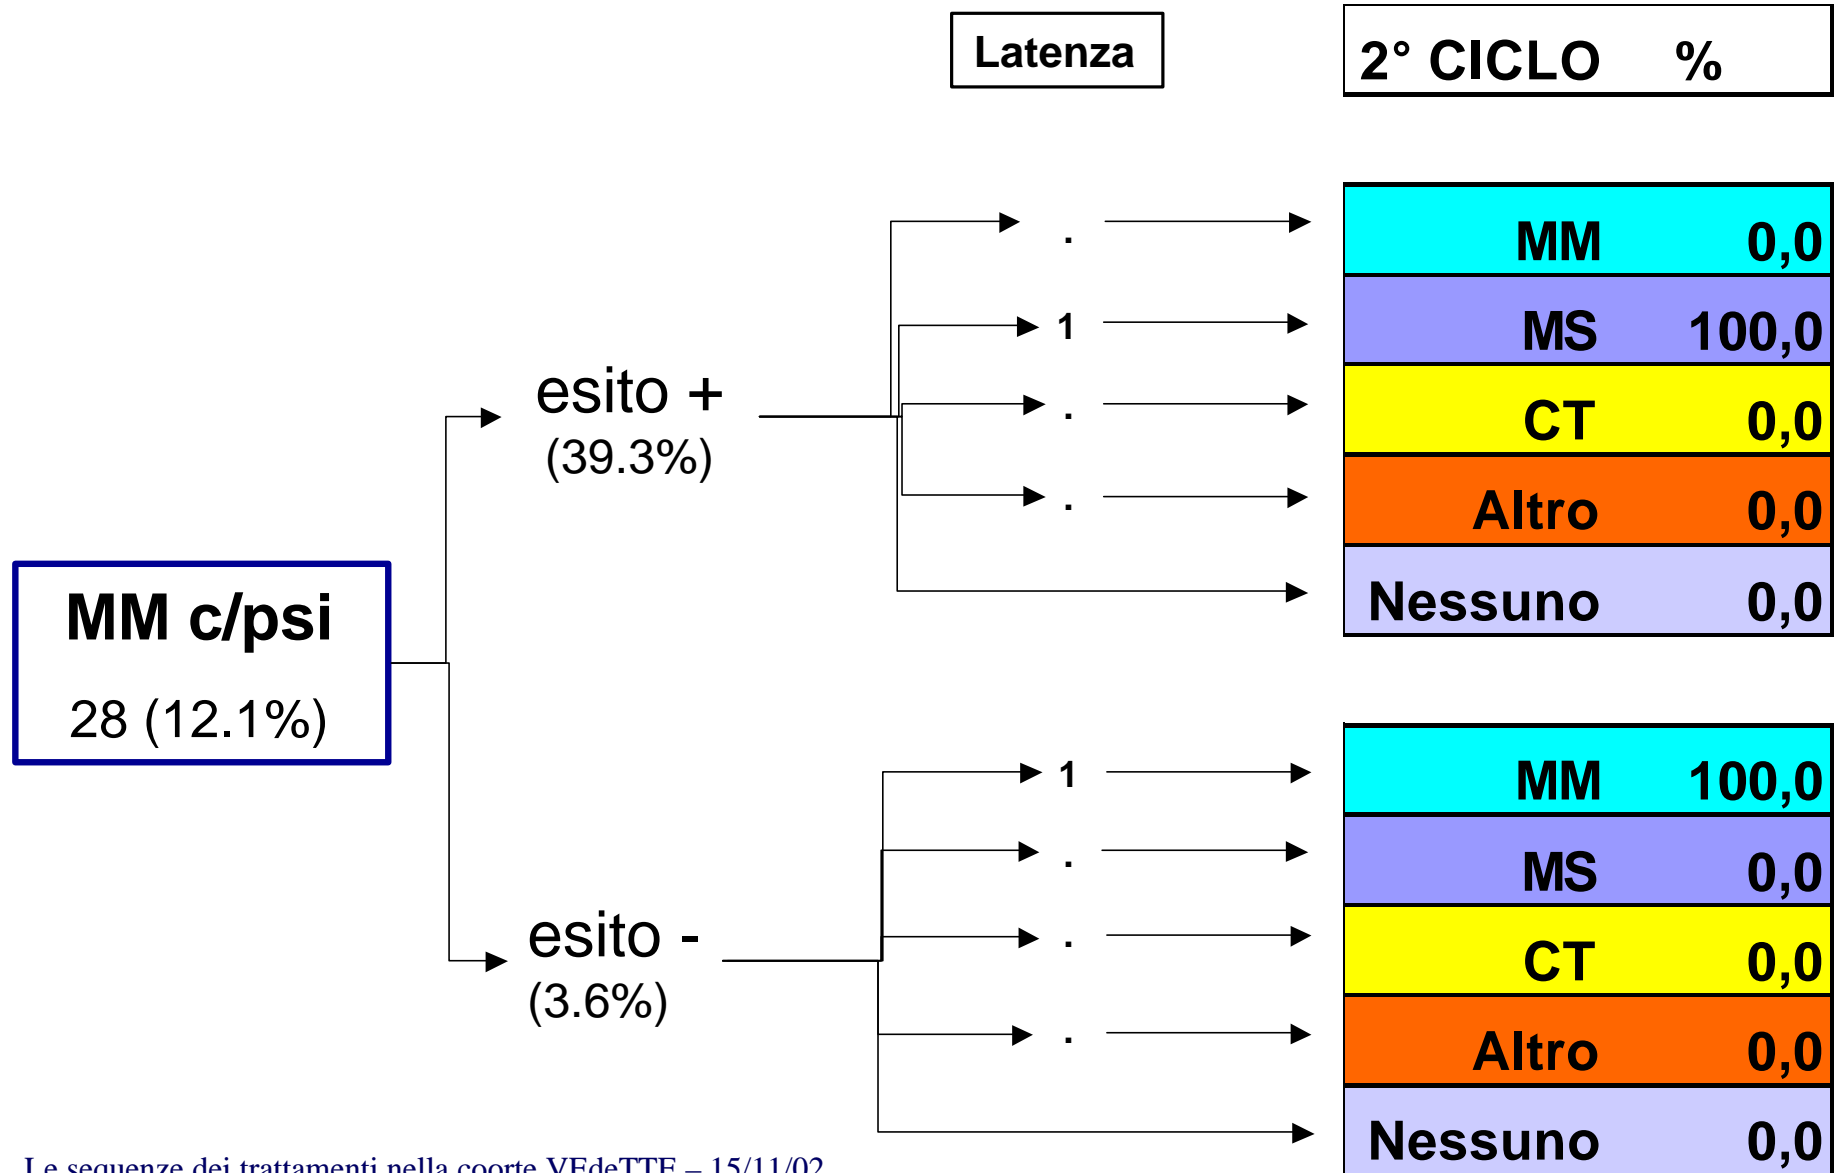 Latenza
2° CICLO %
. MM 0,0
1 MS 100,0
esito +
(39.3%)
. CT 0,0
. Altro 0,0
Nessuno 0,0
MM c/psi
28 (12.1%)
1 MM 100,0
. MS 0,0
esito -
(3.6%)
. CT 0,0
. Altro 0,0
Nessuno 0,0
Le sequenze dei trattamenti nella coorte VEdeTTE – 15/11/02